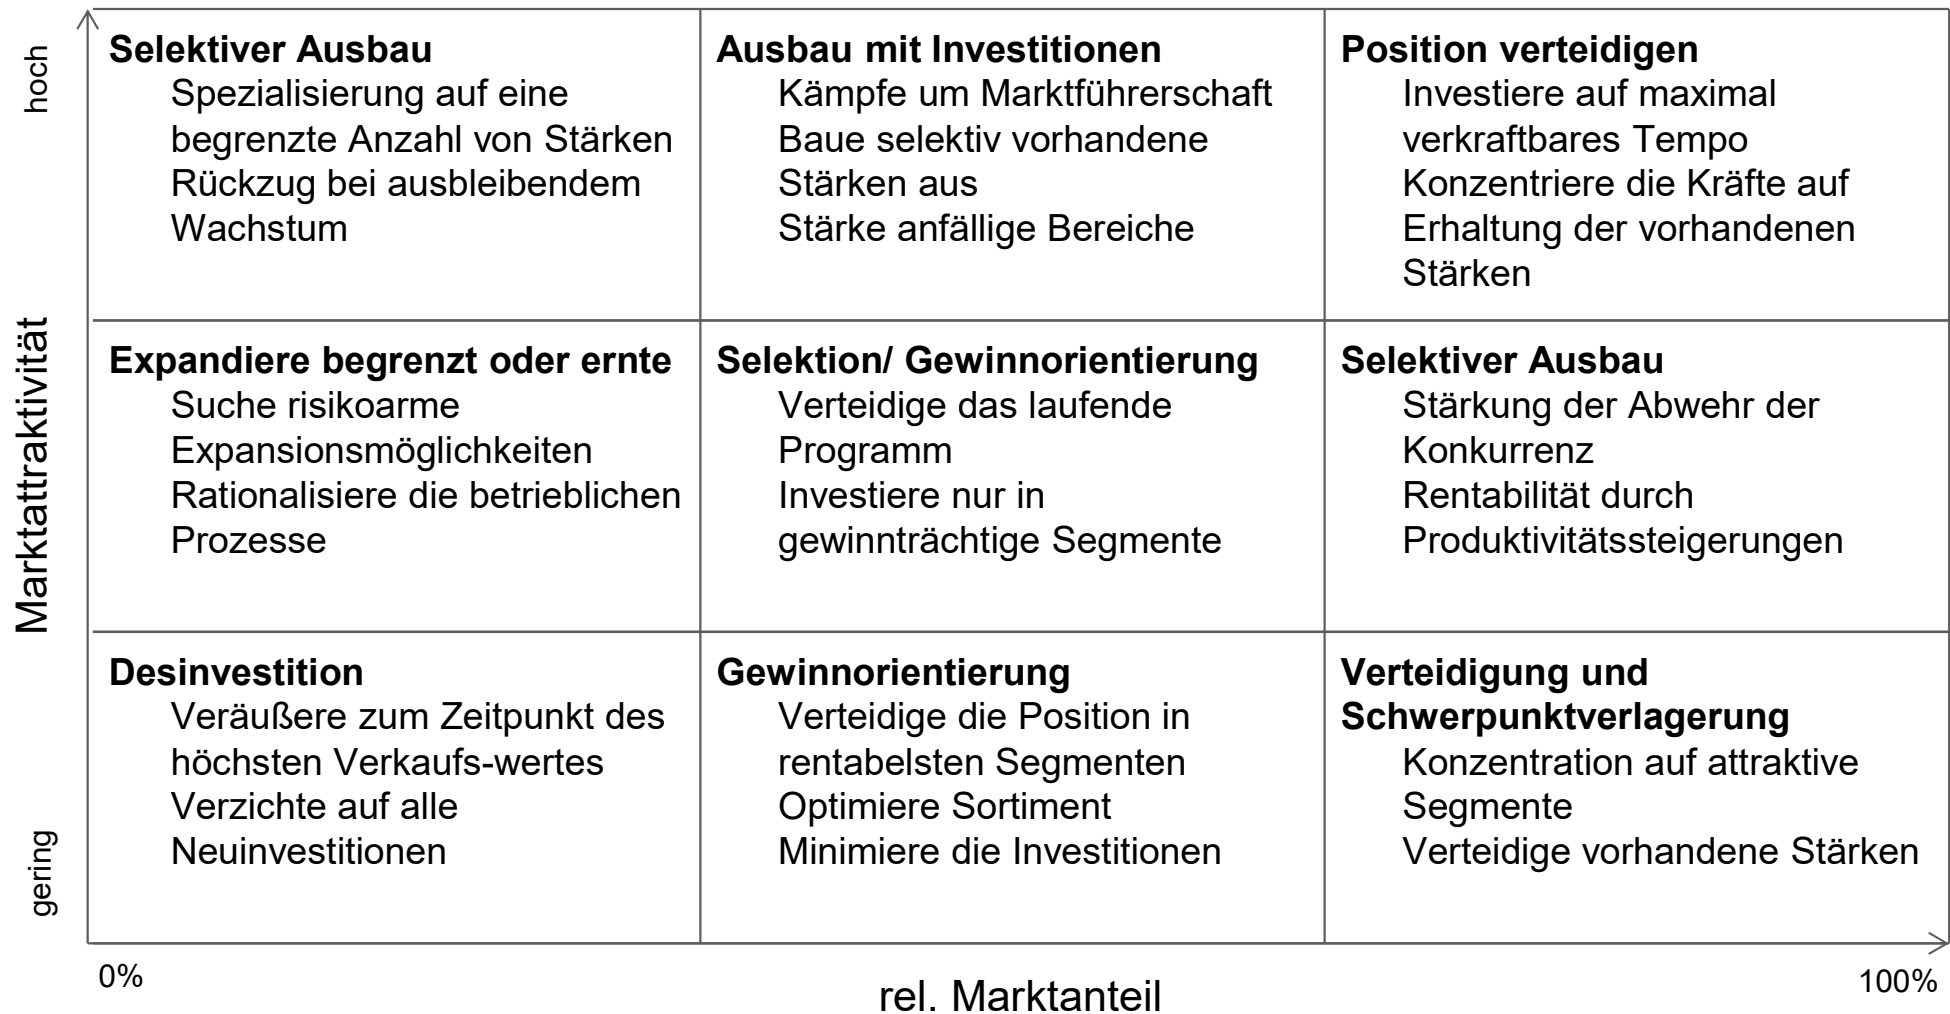 hoch
Marktattraktivität
gering
Selektiver Ausbau
Spezialisierung auf eine
begrenzte Anzahl von Stärken
Rückzug bei ausbleibendem
Wachstum
Ausbau mit Investitionen
Kämpfe um Marktführerschaft
Baue selektiv vorhandene
Stärken aus
Stärke anfällige Bereiche
Position verteidigen
Investiere auf maximal
verkraftbares Tempo
Konzentriere die Kräfte auf
Erhaltung der vorhandenen
Stärken
Expandiere begrenzt oder ernte
Suche risikoarme
Expansionsmöglichkeiten
Rationalisiere die betrieblichen
Prozesse
Selektion/ Gewinnorientierung
Verteidige das laufende
Programm
Investiere nur in
gewinnträchtige Segmente
Selektiver Ausbau
Stärkung der Abwehr der
Konkurrenz
Rentabilität durch
Produktivitätssteigerungen
Desinvestition
Veräußere zum Zeitpunkt des
höchsten Verkaufs-wertes
Verzichte auf alle
Neuinvestitionen
Gewinnorientierung
Verteidige die Position in
rentabelsten Segmenten
Optimiere Sortiment
Minimiere die Investitionen
Verteidigung und
Schwerpunktverlagerung
Konzentration auf attraktive
Segmente
Verteidige vorhandene Stärken
0%
rel. Marktanteil
100%